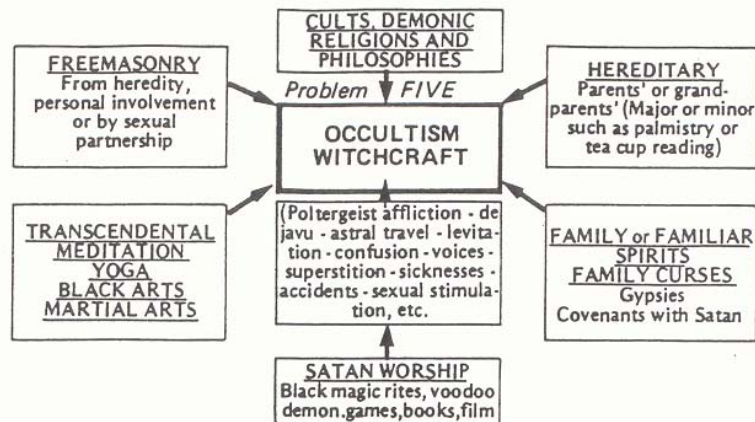 CULTS, DEMONIC
RELIGIONS AND
PHILOSOPHIES
FREEMASONRY
From heredity,
personal involvement
or by sexual
partnership
Problem FIVE
HEREDITARY
Parents' or grand-
parents' (Major or minor
such as palmistry or
tea cup reading)
OCCULTISM
WITCHCRAFT
TRANSCENDENTAL
MEDITATION
YOGA
BLACK ARTS
MARTIAL ARTS
(Poltergeist affliction - de
javu - astral travel - levita-
tion - confusion - voices -
superstition - sicknesses -
accidents - sexual stimula-
tion, etc.
FAMILY or FAMILIAR
SPIRITS
FAMILY CURSES
Gypsies
Covenants with Satan
SATAN WORSHIP
Black magic rites, voodoo
demon.games,books,film